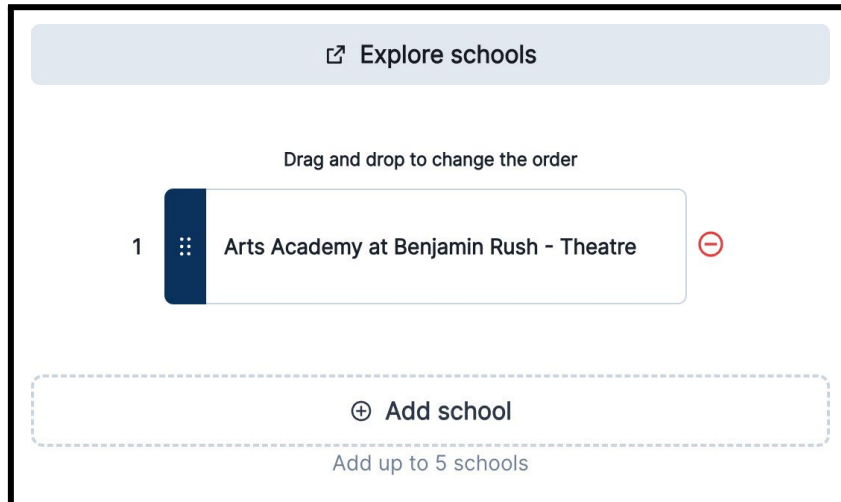 Explore schools
Drag and drop to change the order
1 Arts Academy at Benjamin Rush - Theatre
Add school
Add up to 5 schools